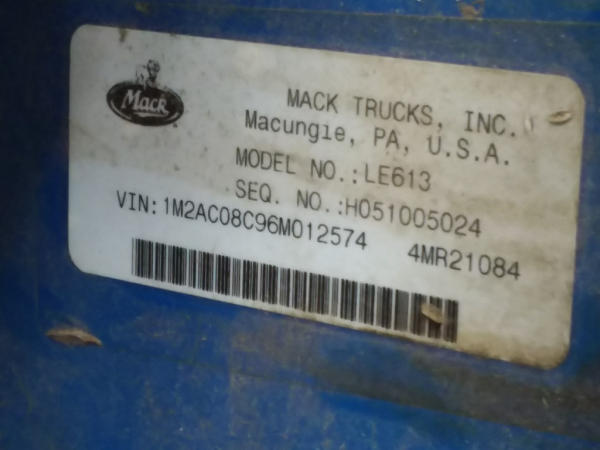 Mack
MACK TRUCKS, INC.
Macungie, PA, U.S.A.
MODEL NO.:LE613
SEQ. NO.:H051005024
VIN:1M2AC08C96M012574 4MR21084